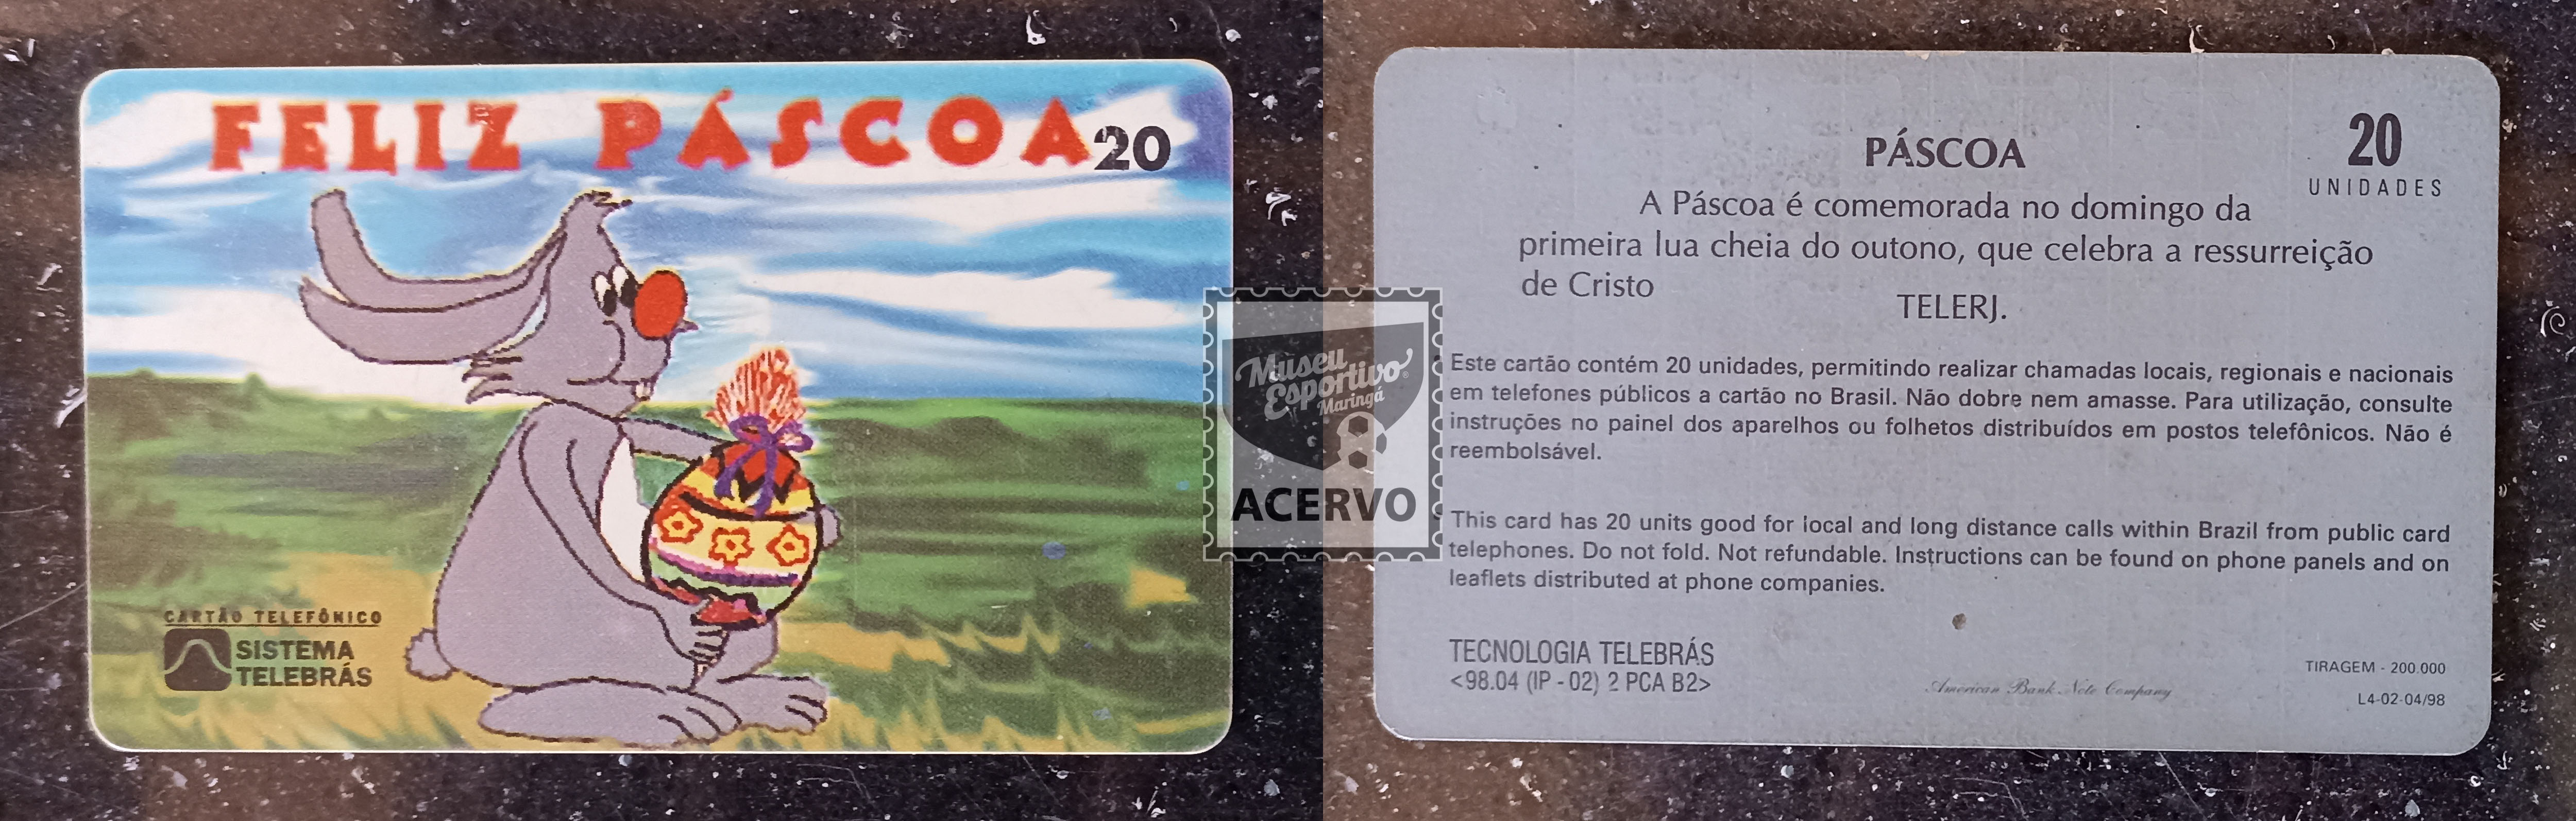 FELIZ PÁSCOA
20
CARTÃO TELEFÔNICO
SISTEMA
TELEBRÁS
Museu
Esportivo
Maringá
ACERVO
PÁSCOA
20
UNIDADES
A Páscoa é comemorada no domingo da
primeira lua cheia do outono, que celebra a ressurreição
de Cristo
TELERJ.
Este cartão contém 20 unidades, permitindo realizar chamadas locais, regionais e nacionais
em telefones públicos a cartão no Brasil. Não dobre nem amasse. Para utilização, consulte
instruções no painel dos aparelhos ou folhetos distribuídos em postos telefônicos. Não é
reembolsável.
This card has 20 units good for local and long distance calls within Brazil from public card
telephones. Do not fold. Not refundable. Instructions can be found on phone panels and on
leaflets distributed at phone companies.
TECNOLOGIA TELEBRÁS
<98.04 (IP - 02) 2 PCA B2>
American Bank Note Company
TIRAGEM - 200.000
L4-02-04/98